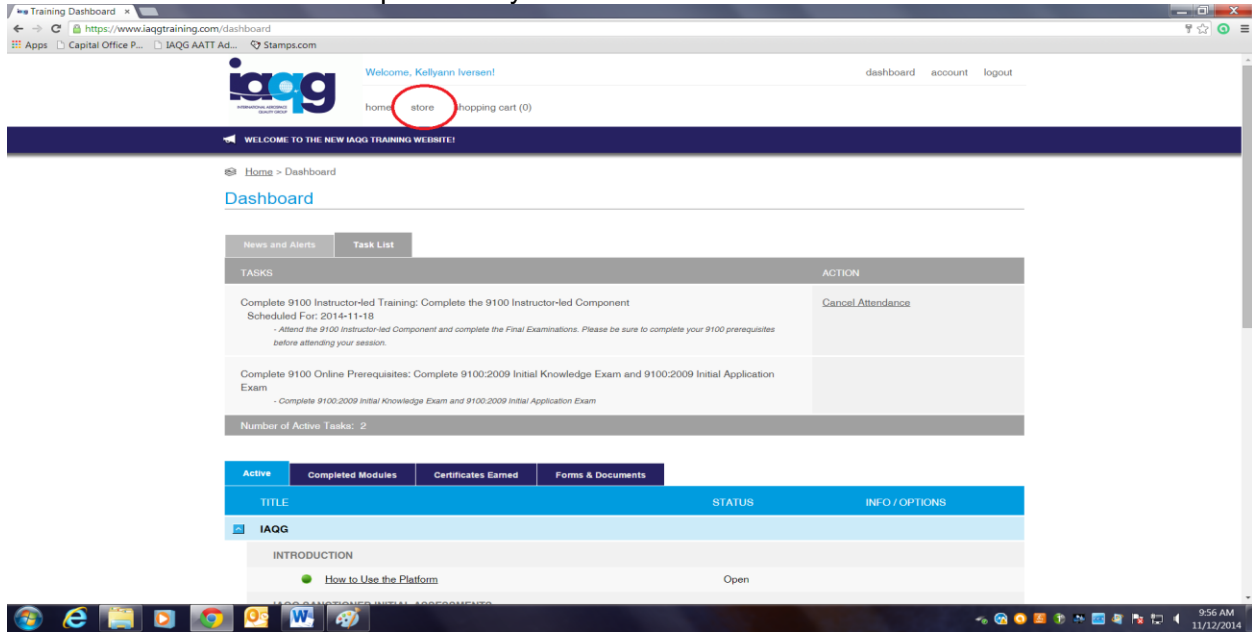 Training Dashboard
https://www.iaqgtraining.com/dashboard
Apps Capital Office P... IAQG AATT Ad... Stamps.com
iaqg
INTERNATIONAL AEROSPACE
QUALITY GROUP
Welcome, Kellyann Iversen!
dashboard account logout
home store shopping cart (0)
WELCOME TO THE NEW IAQG TRAINING WEBSITE!
Home > Dashboard
Dashboard
News and Alerts Task List
TASKS ACTION
Complete 9100 Instructor-led Training: Complete the 9100 Instructor-led Component Cancel Attendance
Scheduled For: 2014-11-18
- Attend the 9100 Instructor-led Component and complete the Final Examinations. Please be sure to complete your 9100 prerequisites
before attending your session.
Complete 9100 Online Prerequisites: Complete 9100:2009 Initial Knowledge Exam and 9100:2009 Initial Application
Exam
- Complete 9100:2009 Initial Knowledge Exam and 9100:2009 Initial Application Exam
Number of Active Tasks: 2
Active Completed Modules Certificates Earned Forms & Documents
TITLE STATUS INFO / OPTIONS
IAQG
INTRODUCTION
How to Use the Platform Open
9:56 AM
11/12/2014